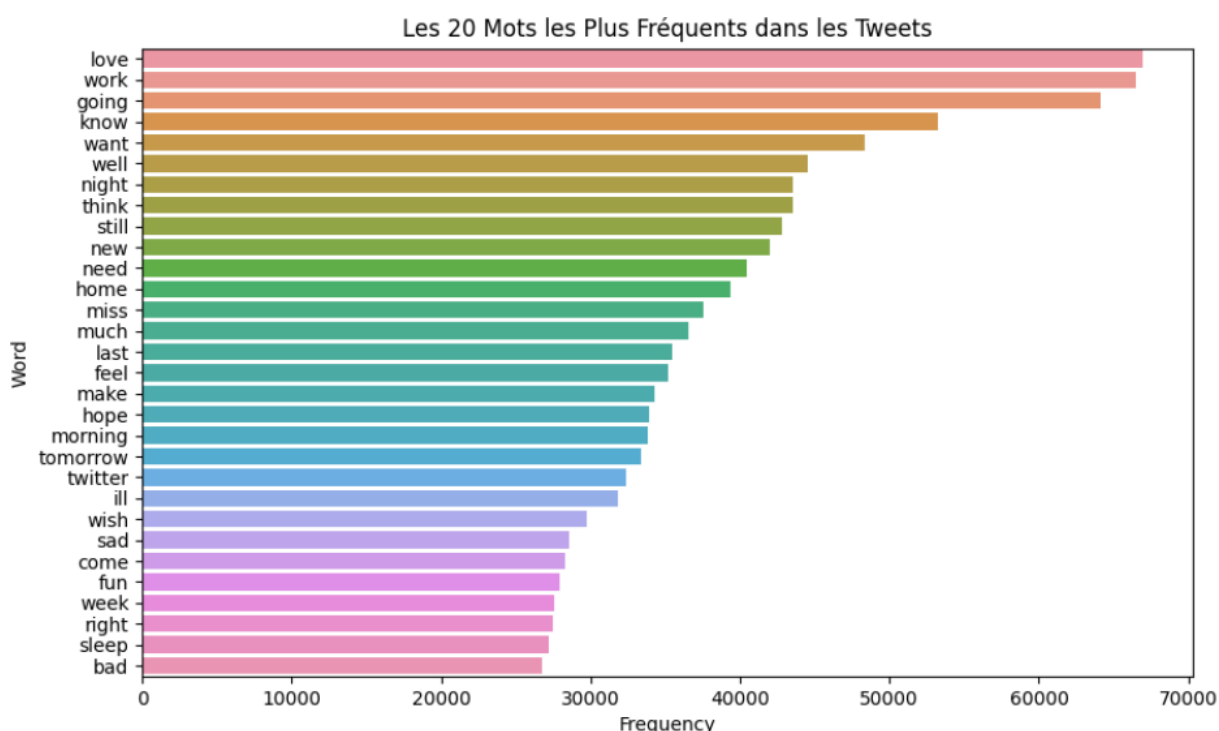 Les 20 Mots les Plus Fréquents dans les Tweets
love
work
going
know
want
well
night
think
still
new
need
home
miss
much
last
feel
make
hope
morning
tomorrow
twitter
ill
wish
sad
come
fun
week
right
sleep
bad
Word
0 10000 20000 30000 40000 50000 60000 70000
Frequency